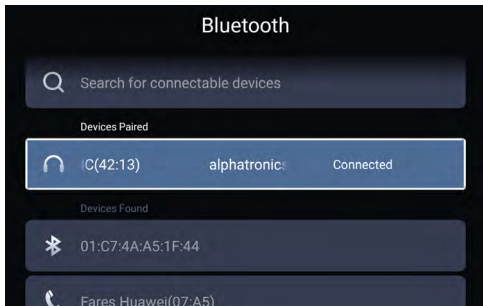 Bluetooth
Search for connectable devices
Devices Paired
C(42:13) alphatronics Connected
Devices Found
01:C7:4A:A5:1F:44
Fares Huawei(07:A5)